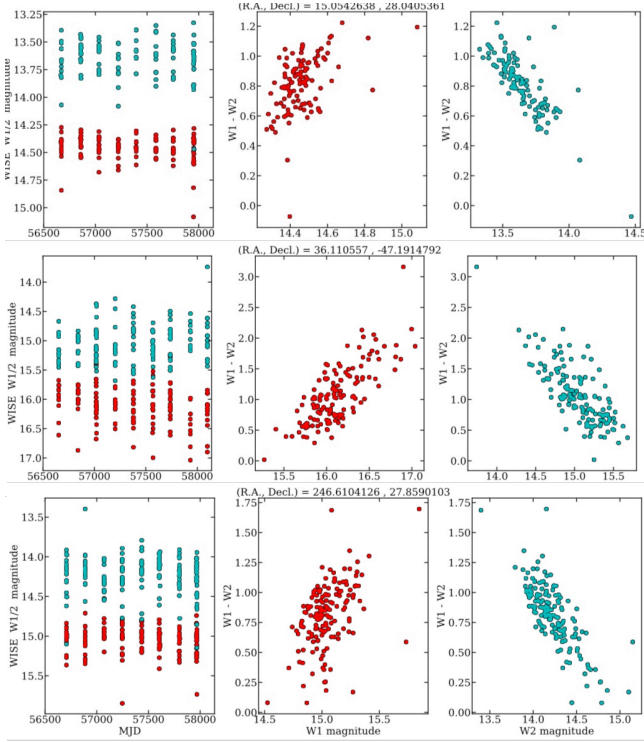 (R.A., Decl.) = 15.0542638 , 28.0405361
13.25
13.50
13.75
14.00
14.25
14.50
14.75
15.00
WISE W1/2 magnitude
56500 57000 57500 58000
1.2
1.0
0.8
0.6
0.4
0.2
0.0
W1 - W2
14.4 14.6 14.8 15.0
1.2
1.0
0.8
0.6
0.4
0.2
0.0
W1 - W2
13.5 14.0 14.5
(R.A., Decl.) = 36.110557 , -47.1914792
14.0
14.5
15.0
15.5
16.0
16.5
17.0
WISE W1/2 magnitude
56500 57000 57500 58000
3.0
2.5
2.0
1.5
1.0
0.5
0.0
W1 - W2
15.5 16.0 16.5 17.0
3.0
2.5
2.0
1.5
1.0
0.5
0.0
W1 - W2
14.0 14.5 15.0 15.5
(R.A., Decl.) = 246.6104126 , 27.8590103
13.5
14.0
14.5
15.0
15.5
WISE W1/2 magnitude
56500 57000 57500 58000
MJD
1.75
1.50
1.25
1.00
0.75
0.50
0.25
0.00
W1 - W2
14.5 15.0 15.5
W1 magnitude
1.75
1.50
1.25
1.00
0.75
0.50
0.25
0.00
W1 - W2
13.5 14.0 14.5 15.0
W2 magnitude